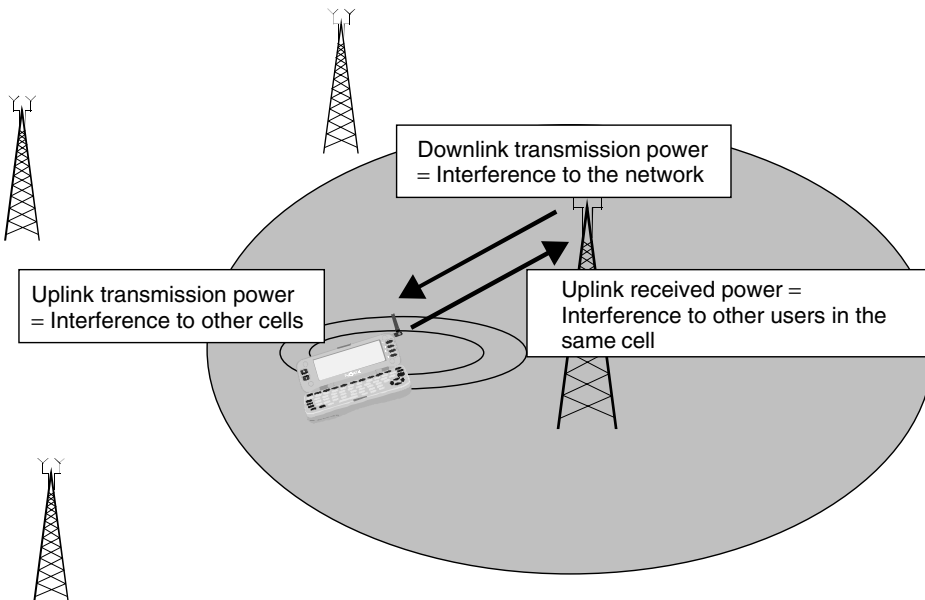 Downlink transmission power
= Interference to the network
Uplink transmission power
= Interference to other cells
Uplink received power =
Interference to other users in the
same cell